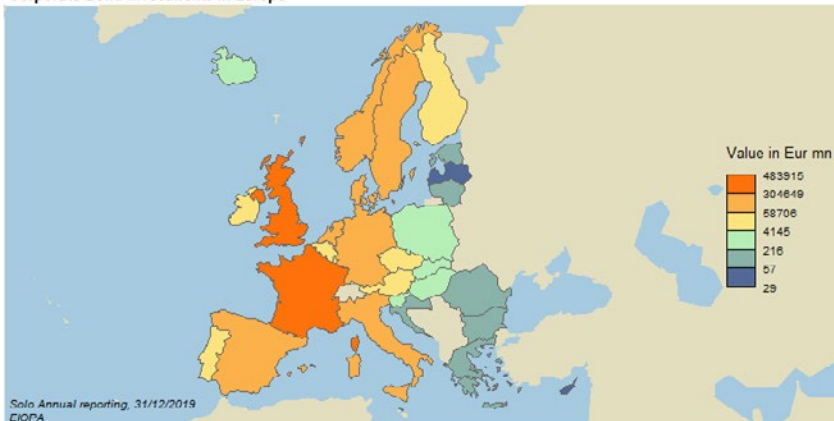 Value in Eur mn
483915
304649
58706
4145
216
57
29
Solo Annual reporting, 31/12/2019
EIOPA